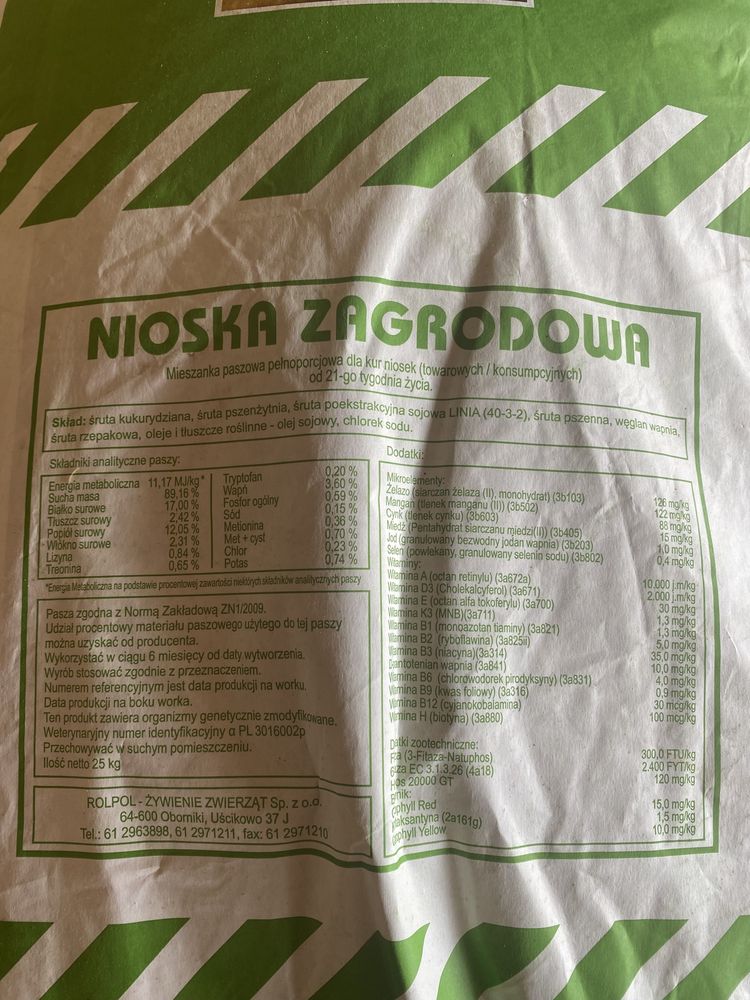 NIOSKA ZAGRODOWA
Mieszanka paszowa pełnoporcjowa dla kur niosek (towarowych / konsumpcyjnych)
od 21-go tygodnia życia.
Skład: śruta kukurydziana, śruta pszenżytnia, śruta poekstrakcyjna sojowa LINIA (40-3-2), śruta pszenna, węglan wapnia,
śruta rzepakowa, oleje i tłuszcze roślinne - olej sojowy, chlorek sodu.
Składniki analityczne paszy:
Energia metaboliczna 11,17 MJ/kg*
Sucha masa 89,16 %
Białko surowe 17,00 %
Tłuszcz surowy 2,42 %
Popiół surowy 12,05 %
Włókno surowe 2,31 %
Lizyna 0,84 %
Treonina 0,65 %
Tryptofan 0,20 %
Wapń 3,60 %
Fosfor ogólny 0,59 %
Sód 0,15 %
Metionina 0,36 %
Met + cyst 0,70 %
Chlor 0,23 %
Potas 0,74 %
*Energia Metaboliczna na podstawie procentowej zawartości niektórych składników analitycznych paszy
Pasza zgodna z Normą Zakładową ZN1/2009.
Udział procentowy materiału paszowego użytego do tej paszy
można uzyskać od producenta.
Wykorzystać w ciągu 6 miesięcy od daty wytworzenia.
Wyrób stosować zgodnie z przeznaczeniem.
Numerem referencyjnym jest data produkcji na worku.
Data produkcji na boku worka.
Ten produkt zawiera organizmy genetycznie zmodyfikowane.
Weterynaryjny numer identyfikacyjny α PL 3016002p
Przechowywać w suchym pomieszczeniu.
Ilość netto 25 kg
ROLPOL - ŻYWIENIE ZWIERZĄT Sp. z o.o.
64-600 Oborniki, Uścikowo 37 J
Tel.: 61 2963898, 61 2971211, fax: 61 2971210
Dodatki:
Mikroelementy:
Żelazo (siarczan żelaza (II), monohydrat) (3b103) 126 mg/kg
Mangan (tlenek manganu (II)) (3b502) 122 mg/kg
Cynk (tlenek cynku) (3b603) 88 mg/kg
Miedź (Pentahydrat siarczanu miedzi(II)) (3b405) 15 mg/kg
Jod (granulowany bezwodny jodan wapnia) (3b203) 1,0 mg/kg
Selen (powlekany, granulowany selenin sodu) (3b802) 0,4 mg/kg
Witaminy:
Witamina A (octan retinylu) (3a672a) 10.000 j.m/kg
Witamina D3 (Cholekalcyferol) (3a671) 2.000 j.m/kg
Witamina E (octan alfa tokoferylu) (3a700) 30 mg/kg
Witamina K3 (MNB)(3a711) 1,3 mg/kg
Witamina B1 (monoazotan tiaminy) (3a821) 1,3 mg/kg
Witamina B2 (ryboflawina) (3a825ii) 5,0 mg/kg
Witamina B3 (niacyna)(3a314) 35,0 mg/kg
D-pantotenian wapnia (3a841) 10,0 mg/kg
Witamina B6 (chlorowodorek pirodyksyny) (3a831) 4,0 mg/kg
Witamina B9 (kwas foliowy) (3a316) 0,9 mg/kg
Witamina B12 (cyjanokobalamina) 30 mcg/kg
Witamina H (biotyna) (3a880) 100 mcg/kg
zootechniczne:
(3-Fitaza-Natuphos) 300,0 FTU/kg
EC 3.1.3.26 (4a18) 2.400 FYT/kg
20000 GT 120 mg/kg
Red 15,0 mg/kg
(2a161g) 1,5 mg/kg
Yellow 10,0 mg/kg